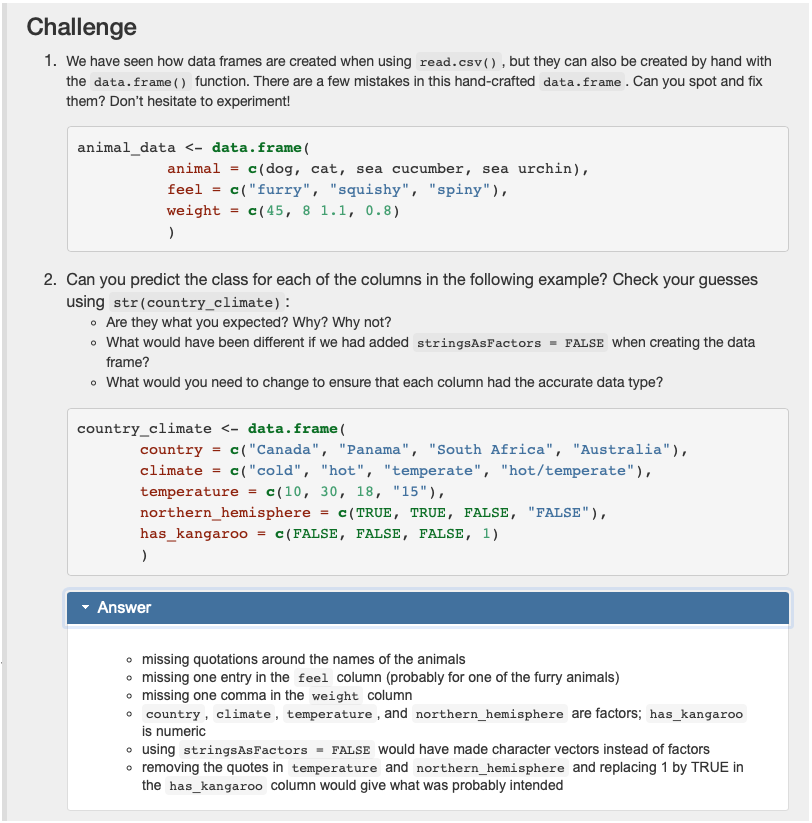 Challenge
1. We have seen how data frames are created when using read.csv(), but they can also be created by hand with
the data.frame() function. There are a few mistakes in this hand-crafted data.frame. Can you spot and fix
them? Don't hesitate to experiment!
animal_data <- data.frame(
animal = c(dog, cat, sea cucumber, sea urchin),
feel = c("furry", "squishy", "spiny"),
weight = c(45, 8 1.1, 0.8)
)
2. Can you predict the class for each of the columns in the following example? Check your guesses
using str(country_climate):
Are they what you expected? Why? Why not?
What would have been different if we had added stringsAsFactors = FALSE when creating the data
frame?
What would you need to change to ensure that each column had the accurate data type?
country_climate <- data.frame(
country = c("Canada", "Panama", "South Africa", "Australia"),
climate = c("cold", "hot", "temperate", "hot/temperate"),
temperature = c(10, 30, 18, "15"),
northern_hemisphere = c(TRUE, TRUE, FALSE, "FALSE"),
has_kangaroo = c(FALSE, FALSE, FALSE, 1)
)
Answer
missing quotations around the names of the animals
missing one entry in the feel column (probably for one of the furry animals)
missing one comma in the weight column
country, climate, temperature, and northern_hemisphere are factors; has_kangaroo
is numeric
using stringsAsFactors = FALSE would have made character vectors instead of factors
removing the quotes in temperature and northern_hemisphere and replacing 1 by TRUE in
the has_kangaroo column would give what was probably intended